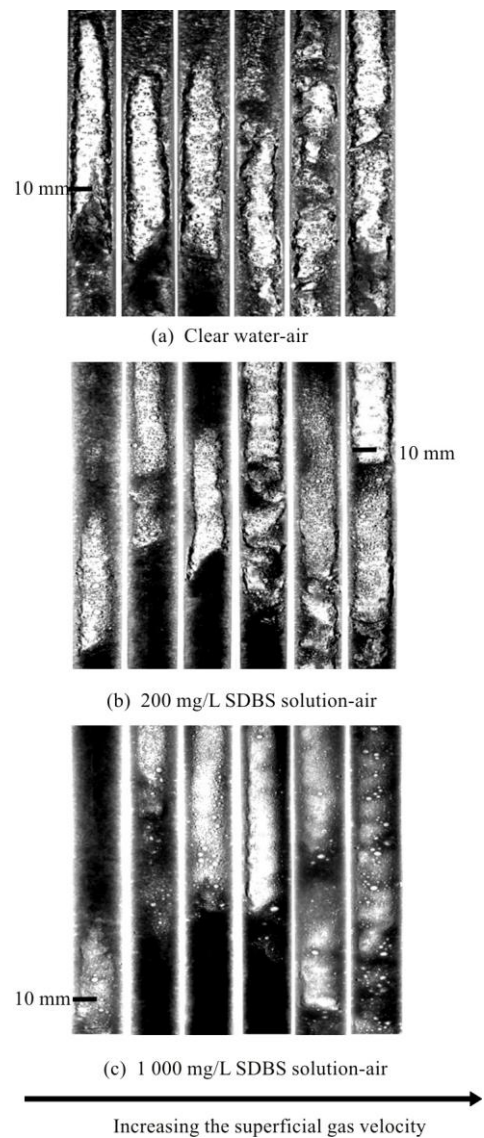 10 mm
(a) Clear water-air
10 mm
(b) 200 mg/L SDBS solution-air
10 mm
(c) 1 000 mg/L SDBS solution-air
Increasing the superficial gas velocity